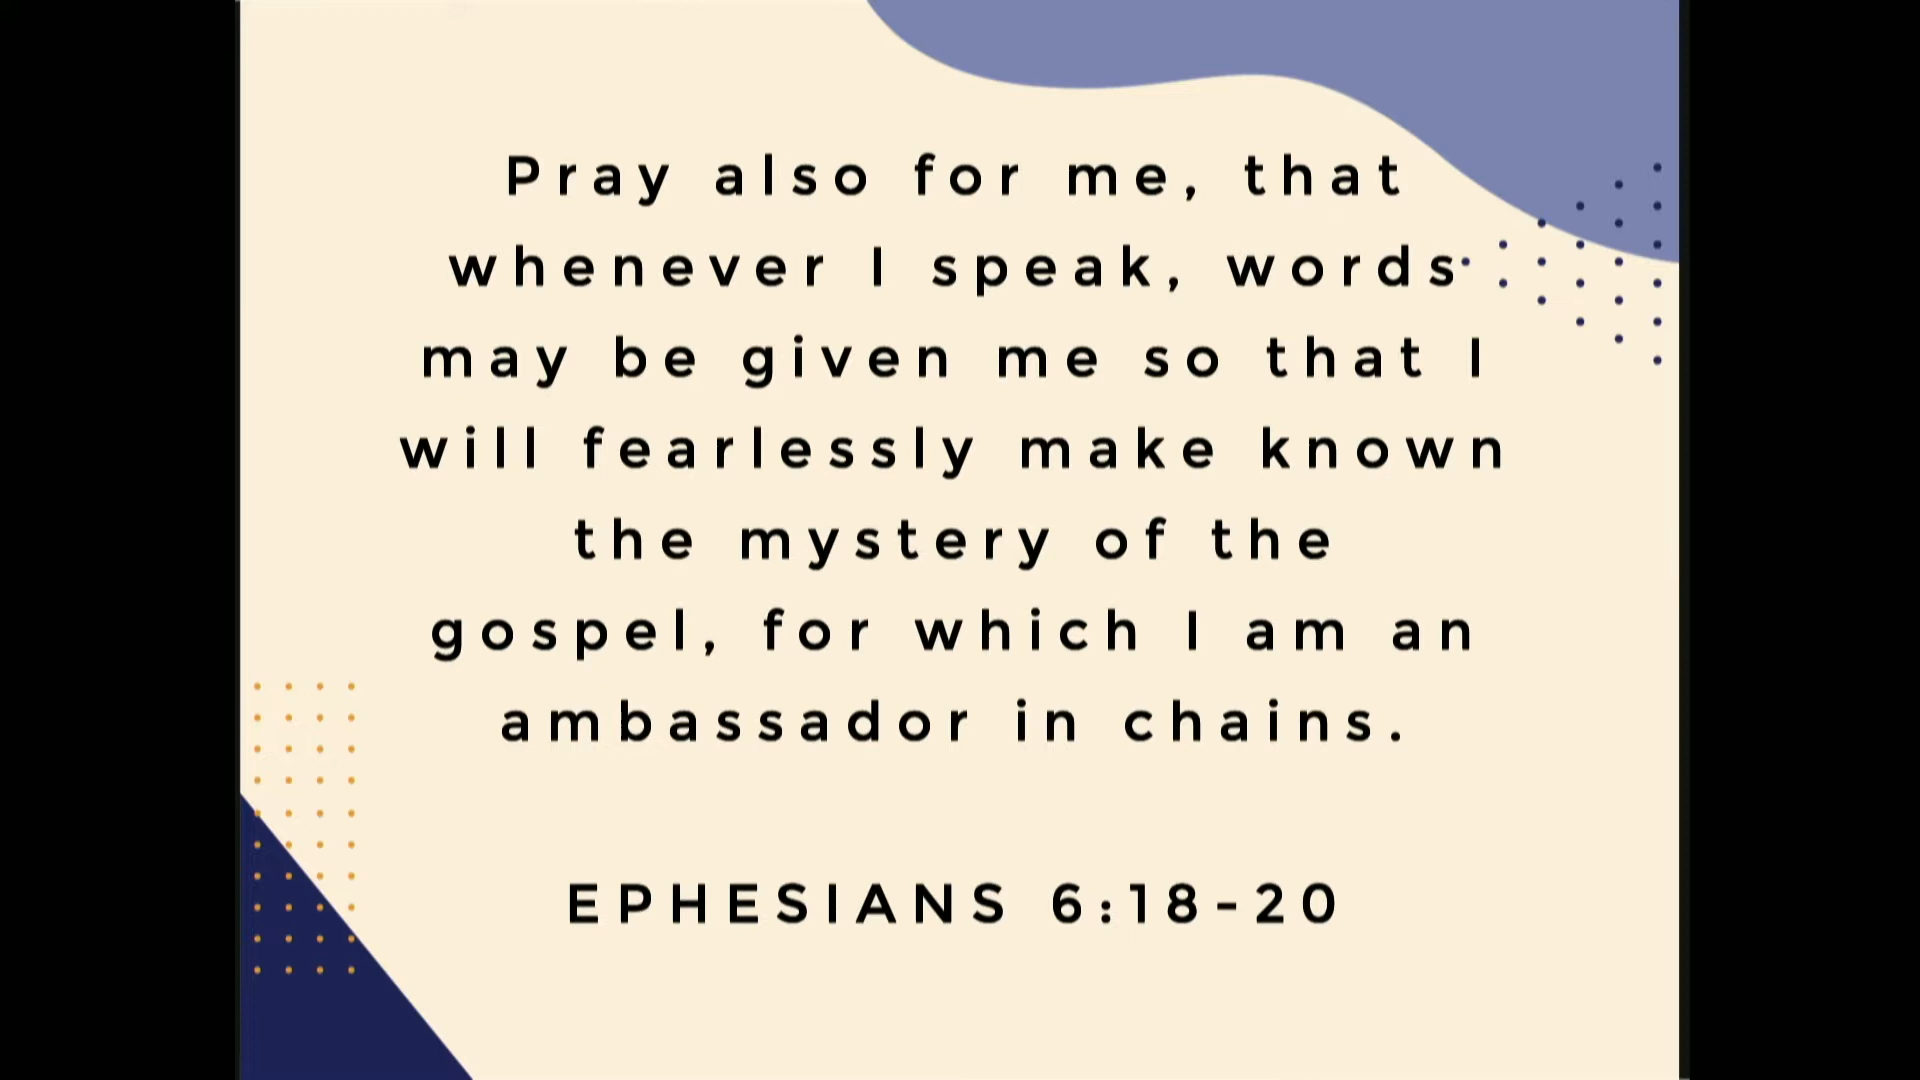 Pray also for me, that
whenever I speak, words
may be given me so that I
will fearlessly make known
the mystery of the
gospel, for which I am an
ambassador in chains.
EPHESIANS 6:18-20